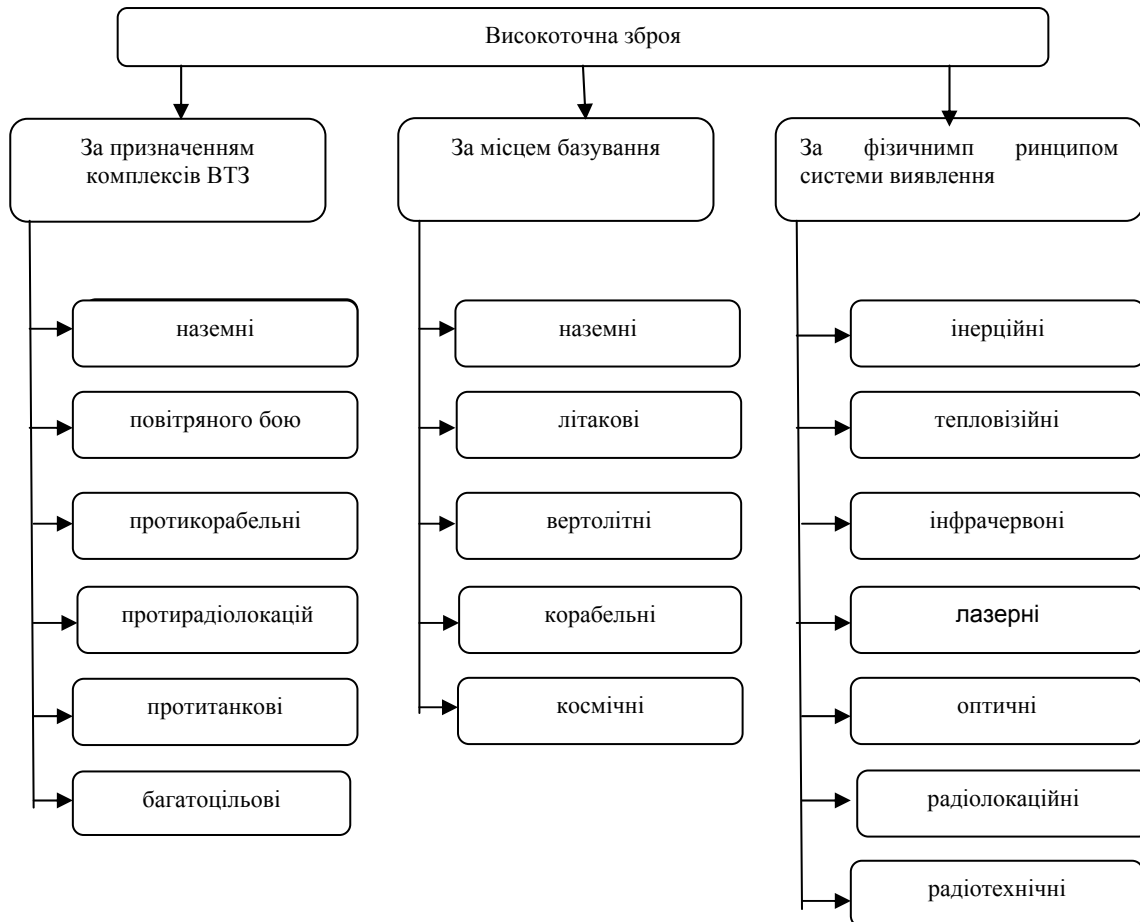 Високоточна зброя
За призначенням
комплексів ВТЗ
наземні
повітряного бою
протикорабельні
протирадіолокацій
протитанкові
багатоцільові
За місцем базування
наземні
літакові
вертолітні
корабельні
космічні
За фізичнимп ринципом
системи виявлення
інерційні
тепловізійні
інфрачервоні
лазерні
оптичні
радіолокаційні
радіотехнічні